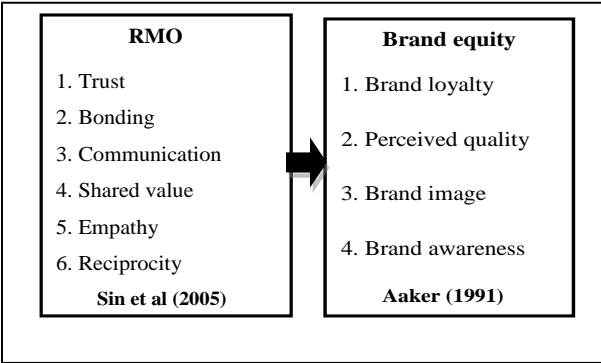 RMO
1. Trust
2. Bonding
3. Communication
4. Shared value
5. Empathy
6. Reciprocity
Sin et al (2005)
Brand equity
1. Brand loyalty
2. Perceived quality
3. Brand image
4. Brand awareness
Aaker (1991)